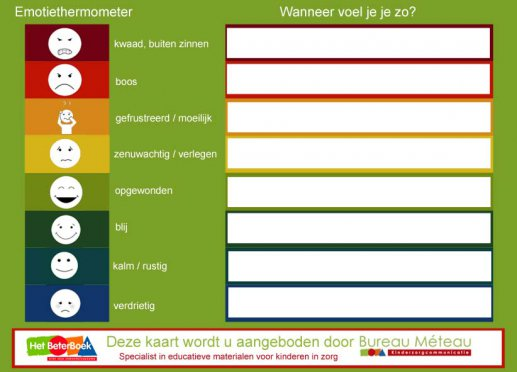 Emotiethermometer
Wanneer voel je je zo?
kwaad, buiten zinnen
boos
gefrustreerd / moeilijk
zenuwachtig / verlegen
opgewonden
blij
kalm / rustig
verdrietig
Het BeterBoek
Deze kaart wordt u aangeboden door Bureau Méteau
Kinderzorgcommunicatie
Specialist in educatieve materialen voor kinderen in zorg